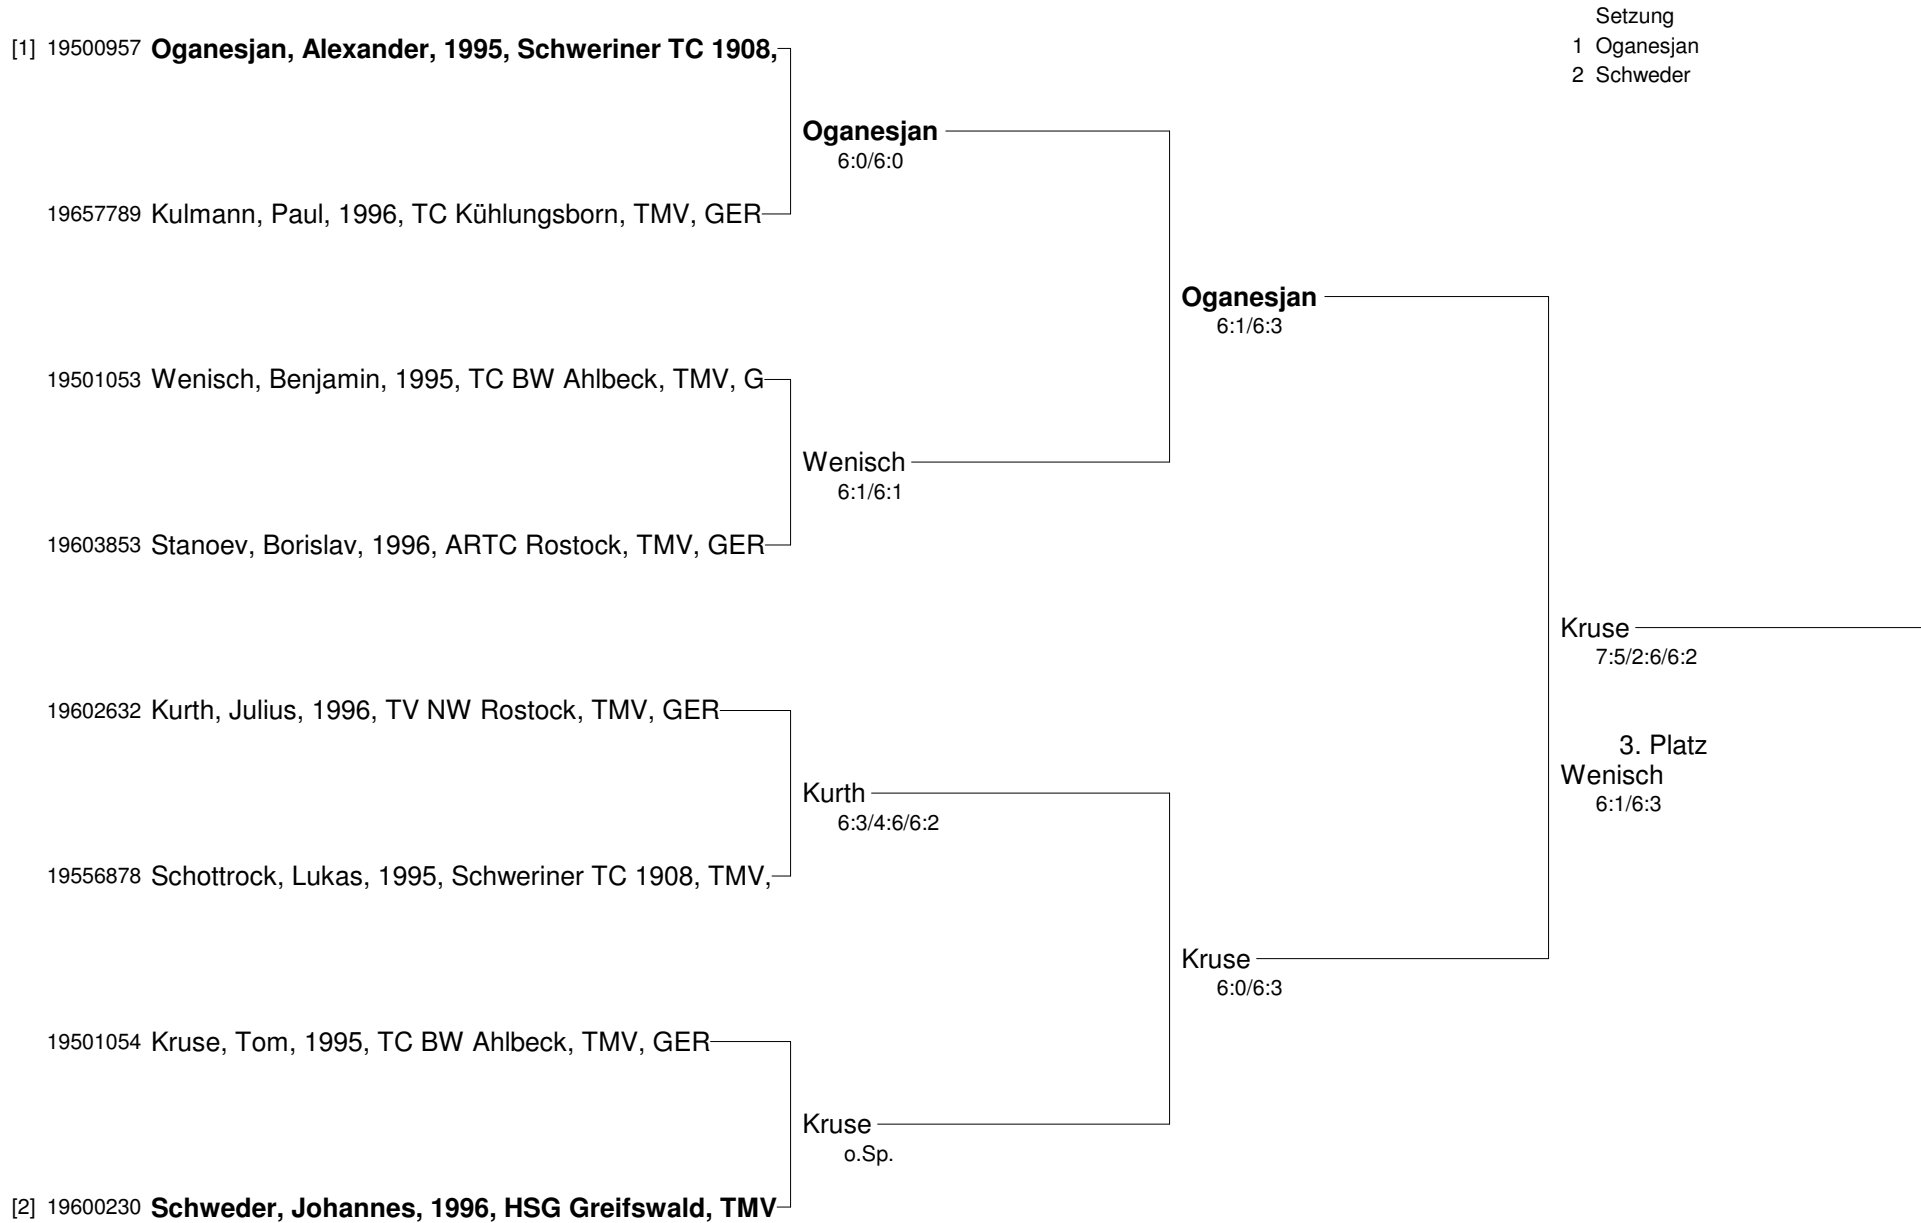 Setzung
1 Oganesjan
2 Schweder
[1] 19500957 Oganesjan, Alexander, 1995, Schweriner TC 1908,
Oganesjan
6:0/6:0
19657789 Kulmann, Paul, 1996, TC Kühlungsborn, TMV, GER
Oganesjan
6:1/6:3
19501053 Wenisch, Benjamin, 1995, TC BW Ahlbeck, TMV, G
Wenisch
6:1/6:1
19603853 Stanoev, Borislav, 1996, ARTC Rostock, TMV, GER
Kruse
7:5/2:6/6:2
19602632 Kurth, Julius, 1996, TV NW Rostock, TMV, GER
3. Platz
Wenisch
6:1/6:3
Kurth
6:3/4:6/6:2
19556878 Schottrock, Lukas, 1995, Schweriner TC 1908, TMV,
Kruse
6:0/6:3
19501054 Kruse, Tom, 1995, TC BW Ahlbeck, TMV, GER
Kruse
o.Sp.
[2] 19600230 Schweder, Johannes, 1996, HSG Greifswald, TMV